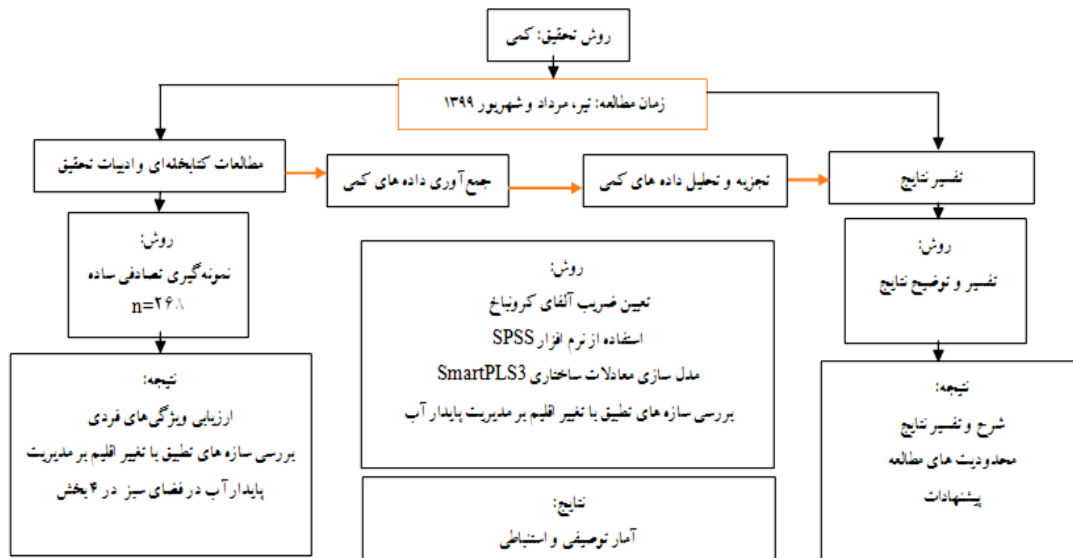 روش تحقیق: کمی
زمان مطالعه: تیر، مرداد و شهریور ۱۳۹۹
مطالعات کتابخانه‌ای و ادبیات تحقیق
جمع آوری داده های کمی
تجزیه و تحلیل داده های کمی
تفسیر نتایج
روش:
نمونه‌گیری تصادفی ساده
n=۲۶۸
روش:
تعیین ضریب آلفای کرونباخ
استفاده از نرم افزار SPSS
مدل سازی معادلات ساختاری SmartPLS3
بررسی سازه های تطبیق با تغییر اقلیم بر مدیریت پایدار آب
روش:
تفسیر و توضیح نتایج
نتیجه:
ارزیابی ویژگی‌های فردی
بررسی سازه های تطبیق با تغییر اقلیم بر مدیریت
پایدار آب در فضای سبز در ۴ بخش
نتایج:
آمار توصیفی و استنباطی
نتیجه:
شرح و تفسیر نتایج
محدودیت های مطالعه
پیشنهادات